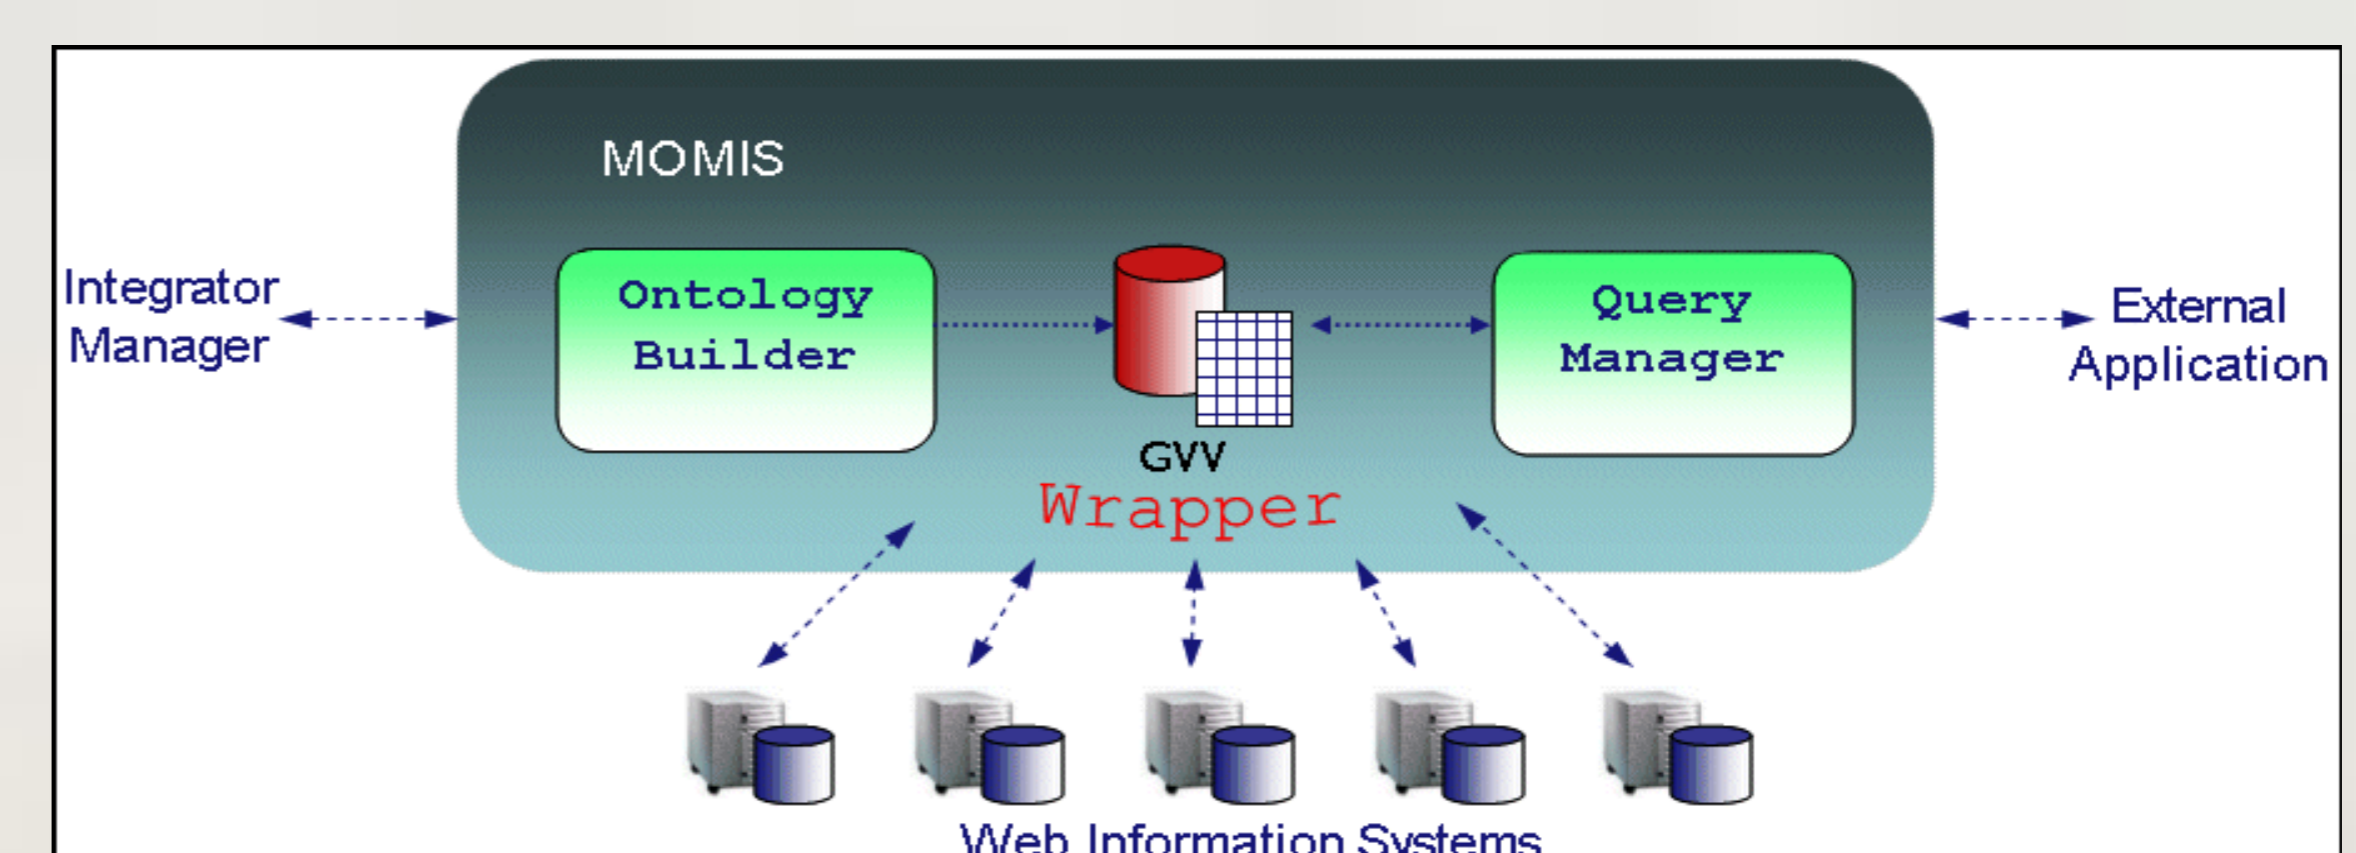 MOMIS
Integrator
Manager
Ontology
Builder
GVV
Wrapper
Query
Manager
External
Application
Web Information Systems